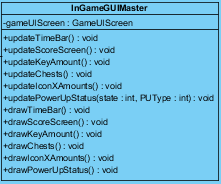 InGameGUIMaster
-gameUIScreen : GameUIScreen
+updateTimeBar() : void
+updateScoreScreen() : void
+updateKeyAmount() : void
+updateChests() : void
+updateIconXAmounts() : void
+updatePowerUpStatus(state : int, PUType : int) : void
+drawTimeBar() : void
+drawScoreScreen() : void
+drawKeyAmount() : void
+drawChests() : void
+drawIconXAmounts() : void
+drawPowerUpStatus() : void